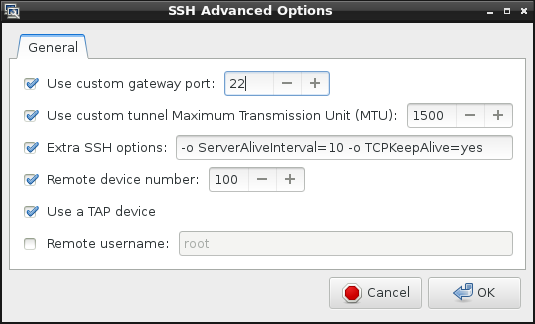 SSH Advanced Options
General
Use custom gateway port: 22
Use custom tunnel Maximum Transmission Unit (MTU): 1500
Extra SSH options: -o ServerAliveInterval=10 -o TCPKeepAlive=yes
Remote device number: 100
Use a TAP device
Remote username: root
Cancel OK